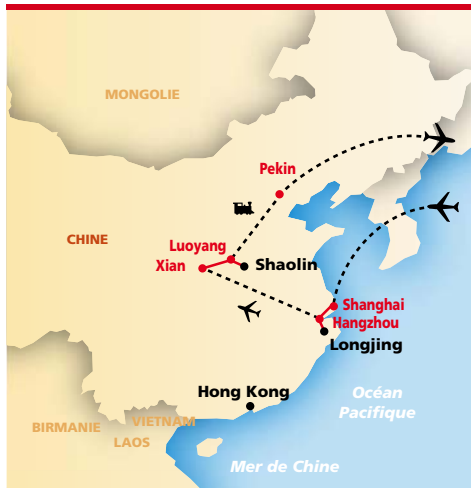 MONGOLIE
Pekin
CHINE
Luoyang
Xian
Shaolin
Shanghai
Hangzhou
Longjing
Hong Kong
Océan
Pacifique
BIRMANIE
VIETNAM
LAOS
Mer de Chine